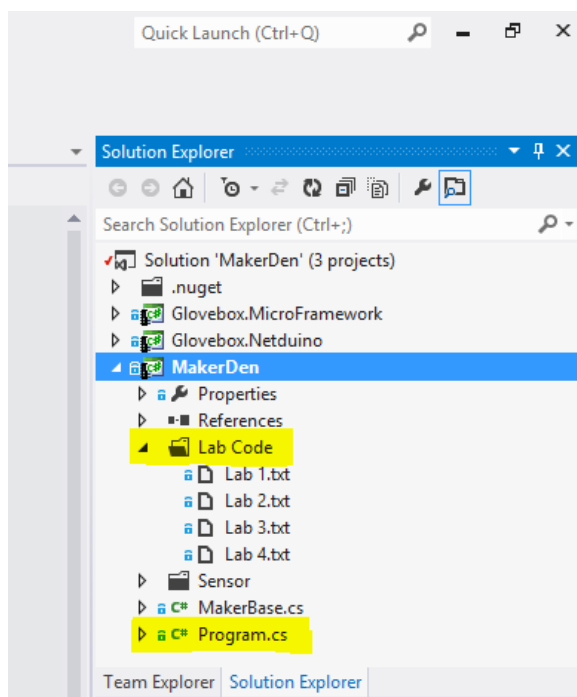 Quick Launch (Ctrl+Q)
Solution Explorer
Search Solution Explorer (Ctrl+;)
Solution 'MakerDen' (3 projects)
.nuget
C# Glovebox.MicroFramework
C# Glovebox.Netduino
C# MakerDen
Properties
References
Lab Code
Lab 1.txt
Lab 2.txt
Lab 3.txt
Lab 4.txt
Sensor
C# MakerBase.cs
C# Program.cs
Team Explorer Solution Explorer